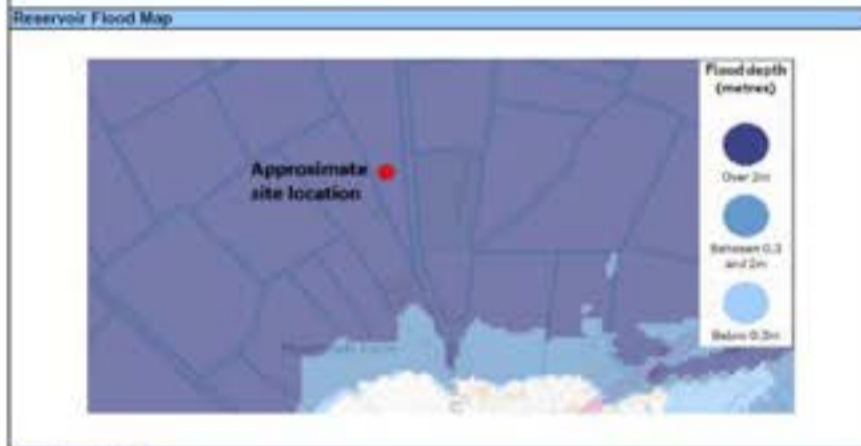 Reservoir Flood Map
Flood depth
(metres)
Approximate
site location
Over 2m
Between 0.3
and 2m
Below 0.3m